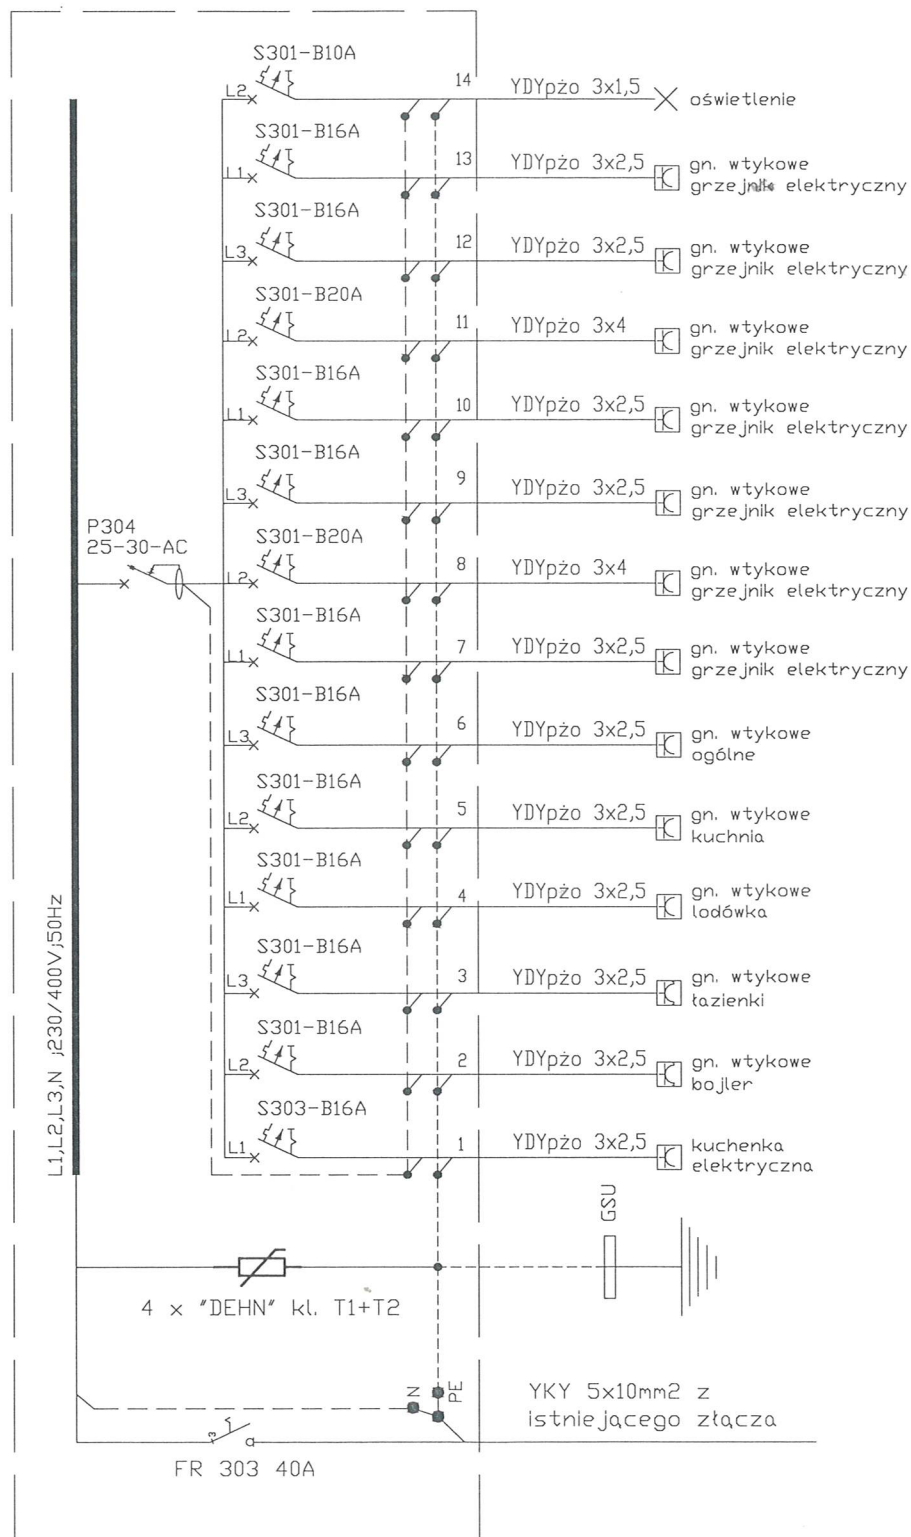 S301-B10A
L2
14
YDYpżo 3x1,5
oświetlenie
S301-B16A
L1
13
YDYpżo 3x2,5
gn. wtykowe
grzejnik elektryczny
S301-B16A
L3
12
YDYpżo 3x2,5
gn. wtykowe
grzejnik elektryczny
S301-B20A
L2
11
YDYpżo 3x4
gn. wtykowe
grzejnik elektryczny
S301-B16A
L1
10
YDYpżo 3x2,5
gn. wtykowe
grzejnik elektryczny
S301-B16A
L3
9
YDYpżo 3x2,5
gn. wtykowe
grzejnik elektryczny
P304
25-30-AC
S301-B20A
L2
8
YDYpżo 3x4
gn. wtykowe
grzejnik elektryczny
S301-B16A
L1
7
YDYpżo 3x2,5
gn. wtykowe
grzejnik elektryczny
S301-B16A
L3
6
YDYpżo 3x2,5
gn. wtykowe
ogólne
S301-B16A
L2
5
YDYpżo 3x2,5
gn. wtykowe
kuchnia
S301-B16A
L1
4
YDYpżo 3x2,5
gn. wtykowe
lodówka
S301-B16A
L3
3
YDYpżo 3x2,5
gn. wtykowe
łazienki
S301-B16A
L2
2
YDYpżo 3x2,5
gn. wtykowe
bojler
S303-B16A
L1
1
YDYpżo 3x2,5
kuchenka
elektryczna
L1,L2,L3,N ;230/400V;50Hz
GSU
4 x "DEHN" kl. T1+T2
N
PE
YKY 5x10mm2 z
istniejącego złącza
3
FR 303 40A